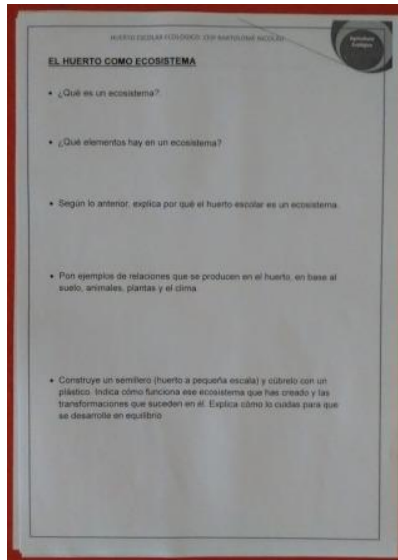 HUERTO ESCOLAR ECOLÓGICO. CEIP BARTOLOMÉ NICOLAU
Agricultura
Ecológica
EL HUERTO COMO ECOSISTEMA
• ¿Qué es un ecosistema?
• ¿Qué elementos hay en un ecosistema?
• Según lo anterior, explica por qué el huerto escolar es un ecosistema.
• Pon ejemplos de relaciones que se producen en el huerto, en base al
suelo, animales, plantas y el clima.
• Construye un semillero (huerto a pequeña escala) y cúbrelo con un
plástico. Indica cómo funciona ese ecosistema que has creado y las
transformaciones que suceden en él. Explica cómo lo cuidas para que
se desarrolle en equilibrio.